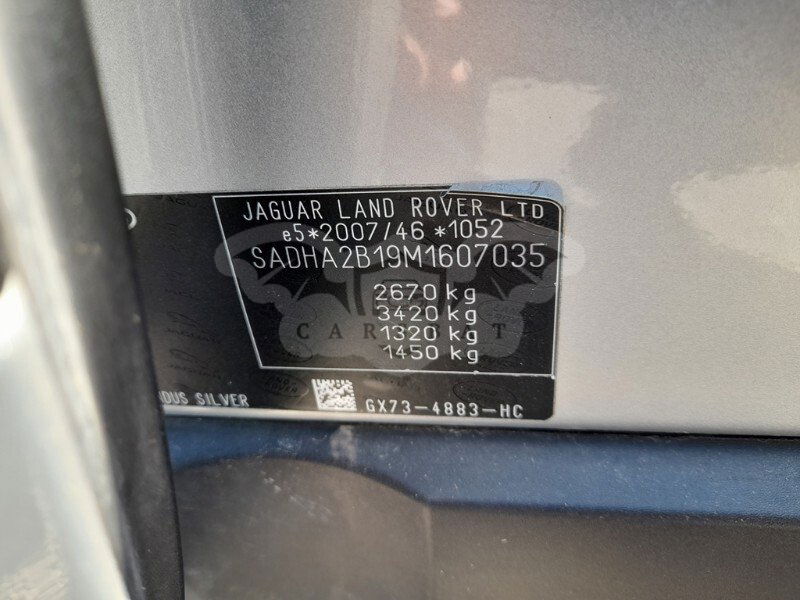 JAGUAR LAND ROVER LTD
e5*2007/46 *1052
SADHA2B19M1607035
2670 kg
3420 kg
1320 kg
1450 kg
SILVER
GX73-4883-HC